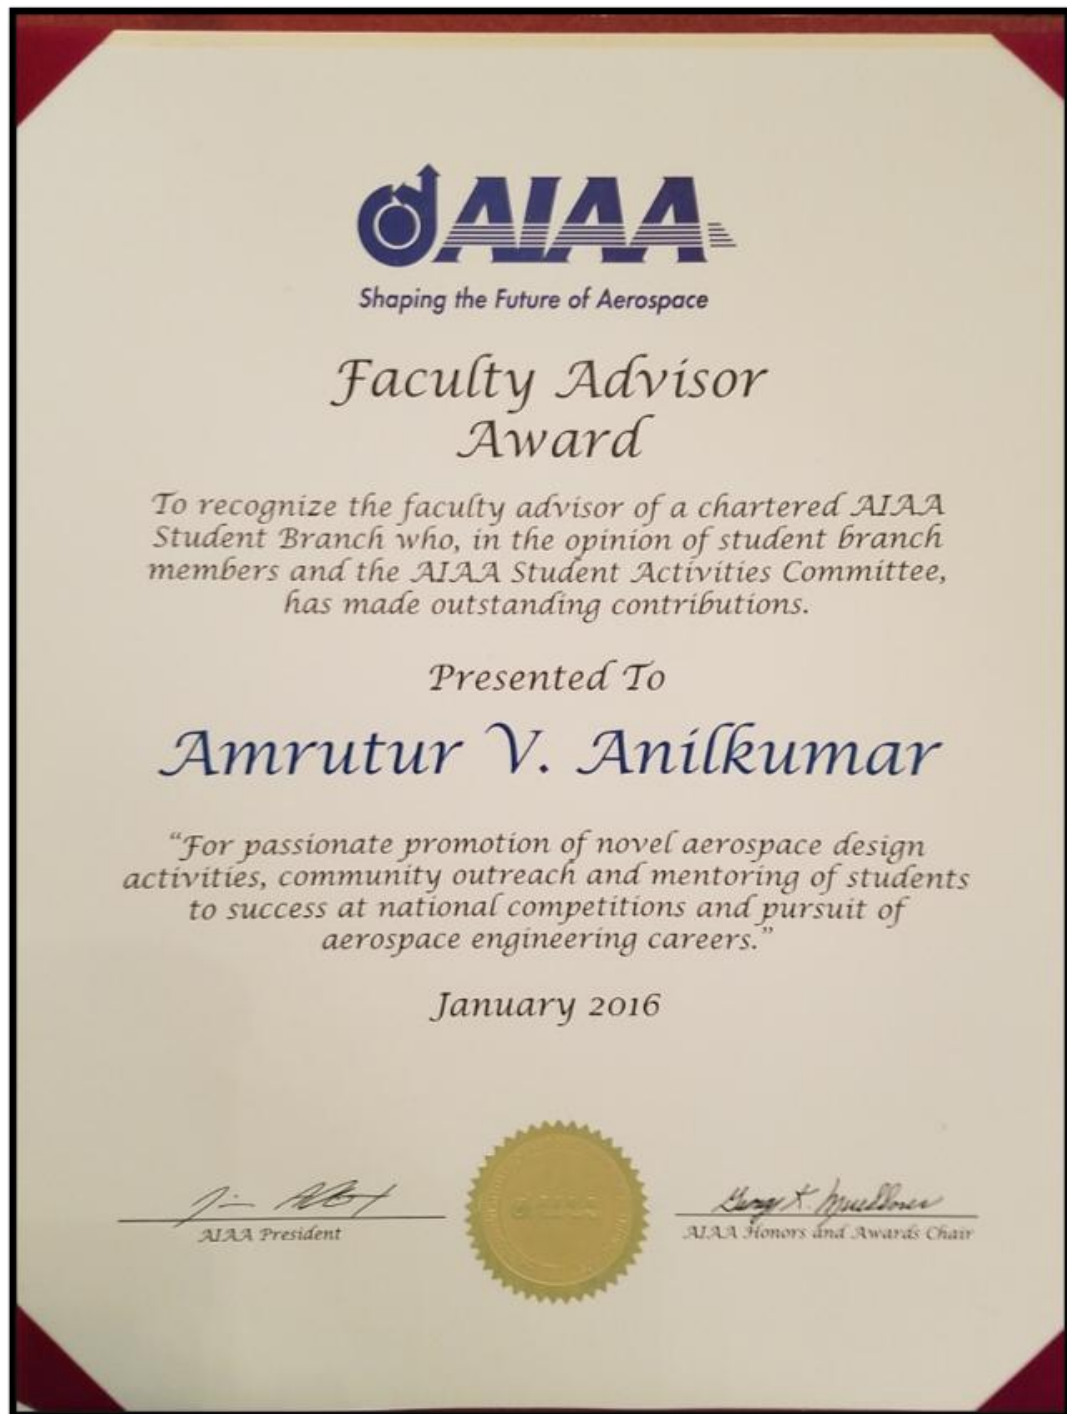 AIAA
Shaping the Future of Aerospace
Faculty Advisor
Award
To recognize the faculty advisor of a chartered AIAA
Student Branch who, in the opinion of student branch
members and the AIAA Student Activities Committee,
has made outstanding contributions.
Presented To
Amrutur V. Anilkumar
“For passionate promotion of novel aerospace design
activities, community outreach and mentoring of students
to success at national competitions and pursuit of
aerospace engineering careers.”
January 2016
AIAA President
AIAA
AIAA Honors and Awards Chair